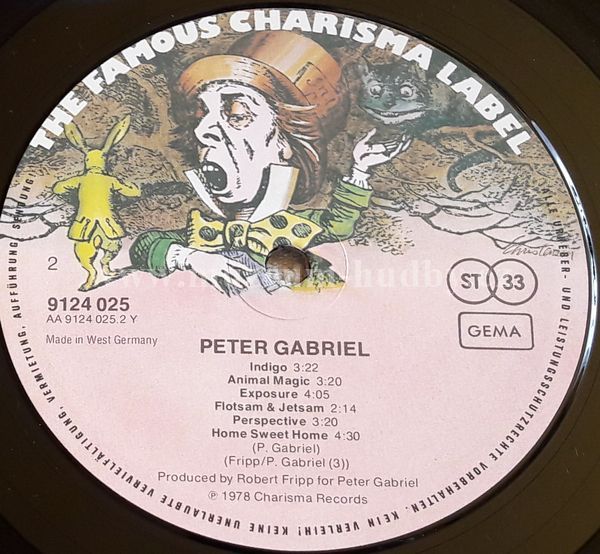 THE FAMOUS CHARISMA LABEL
2
9124 025
AA 9124 025.2 Y
Made in West Germany
ST 33
GEMA
PETER GABRIEL
Indigo 3:22
Animal Magic 3:20
Exposure 4:05
Flotsam & Jetsam 2:14
Perspective 3:20
Home Sweet Home 4:30
(P. Gabriel)
(Fripp/P. Gabriel (3))
Produced by Robert Fripp for Peter Gabriel
℗ 1978 Charisma Records
ALLE URHEBER- UND LEISTUNGSSCHUTZRECHTE VORBEHALTEN. KEIN VERLEIH! KEINE UNERLAUBTE VERVIELFÄLTIGUNG, VERMIETUNG, AUFFÜHRUNG, SENDUNG!